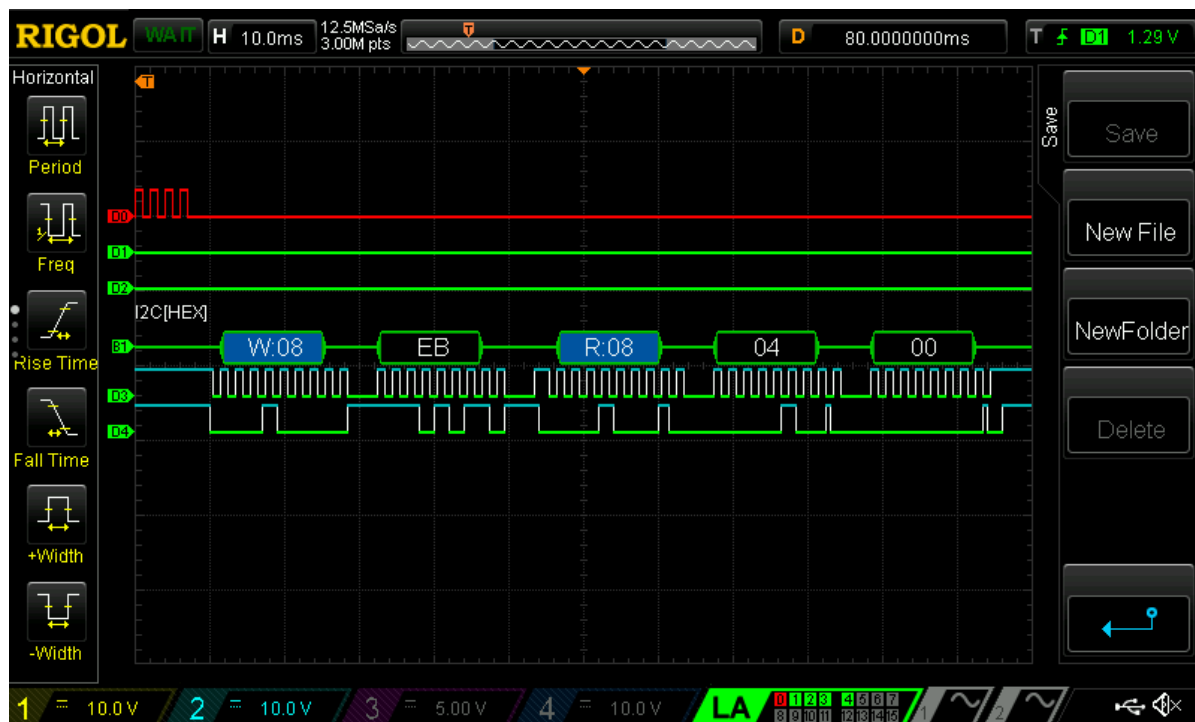 RIGOL WAIT H 10.0ms 12.5MSa/s D 80.0000000ms T D1 1.29 V
3.00M pts
T
Horizontal
T
Period
Freq
Rise Time
Fall Time
+Width
-Width
D0
D1
D2
I2C[HEX]
B1 W:08 EB R:08 04 00
D3
D4
Save
Save
New File
NewFolder
Delete
1 = 10.0 V 2 = 10.0 V 3 = 5.00 V 4 = 10.0 V LA 0 1 2 3 4 5 6 7 1 2
8 9 10 11 12 13 14 15